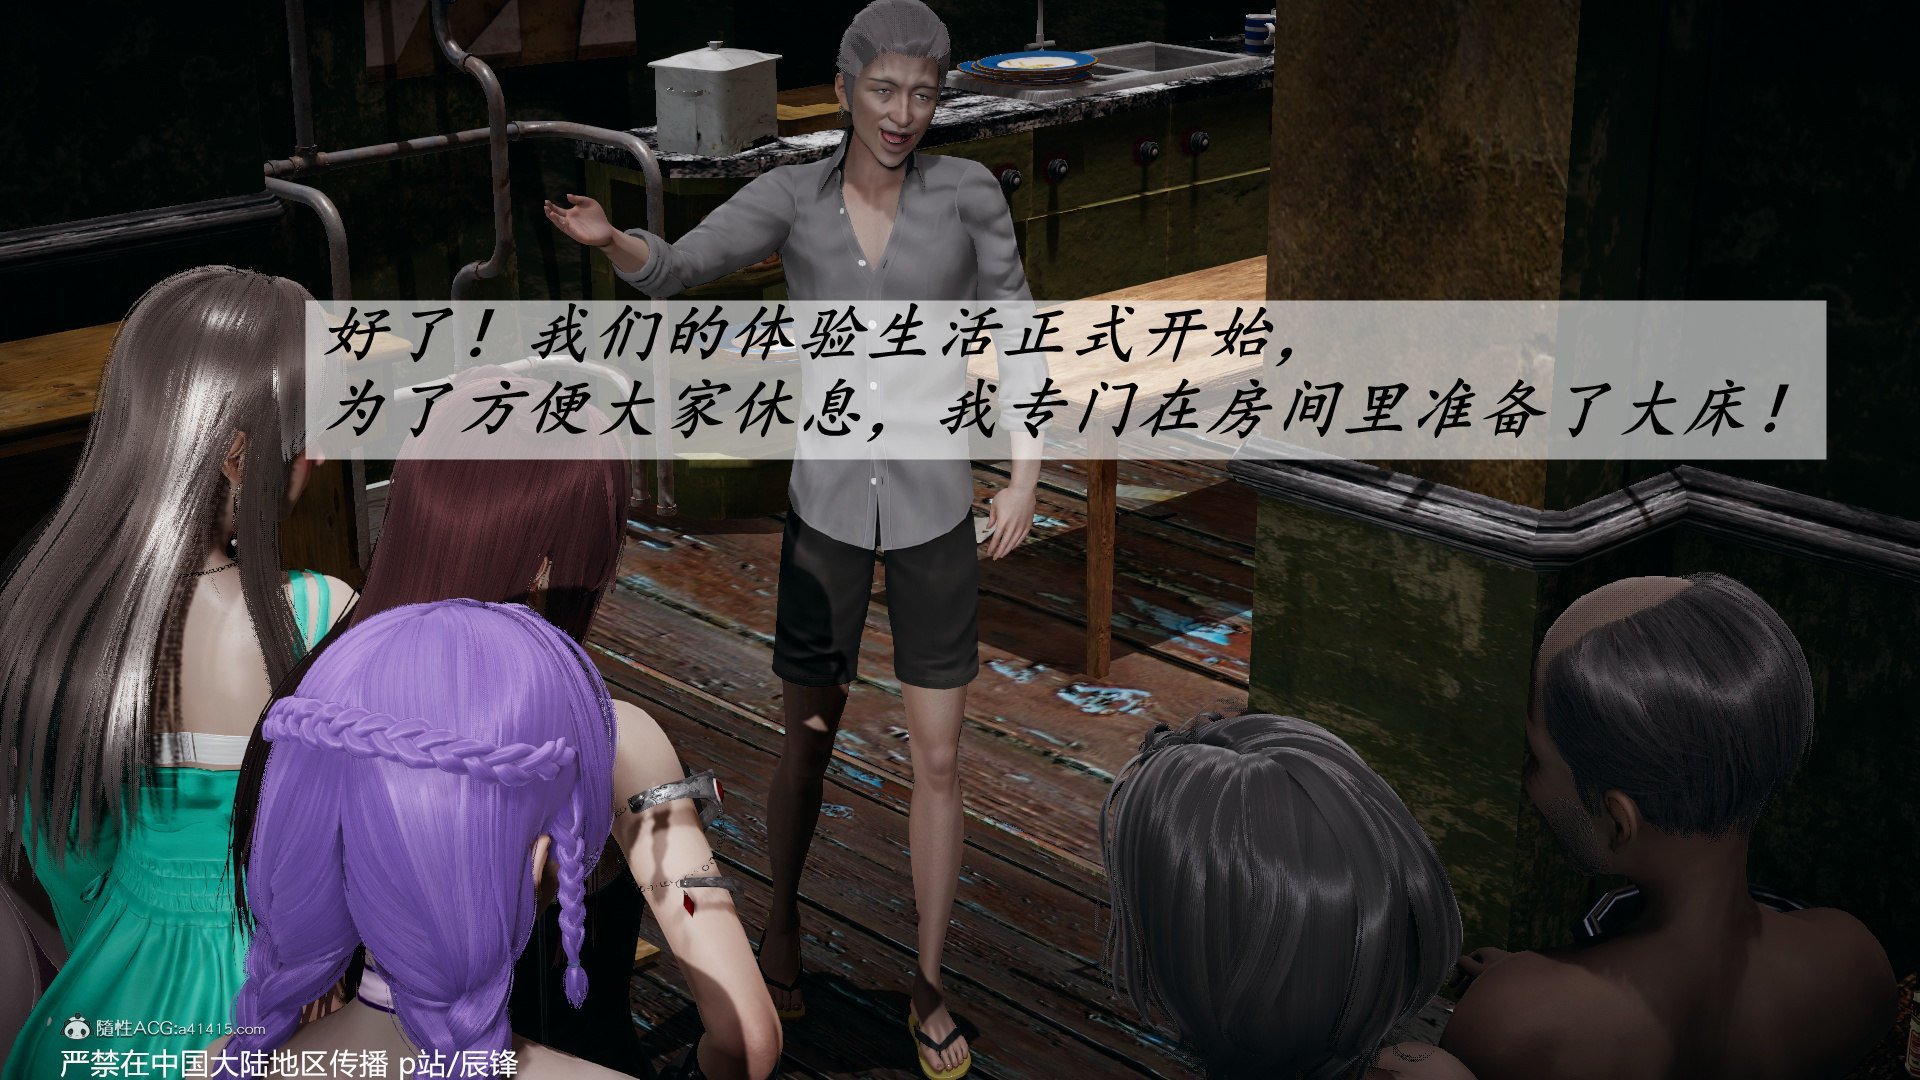 好了！我们的体验生活正式开始，
为了方便大家休息，我专门在房间里准备了大床！
隨性ACG:a41415.com
严禁在中国大陆地区传播 p站/辰锋